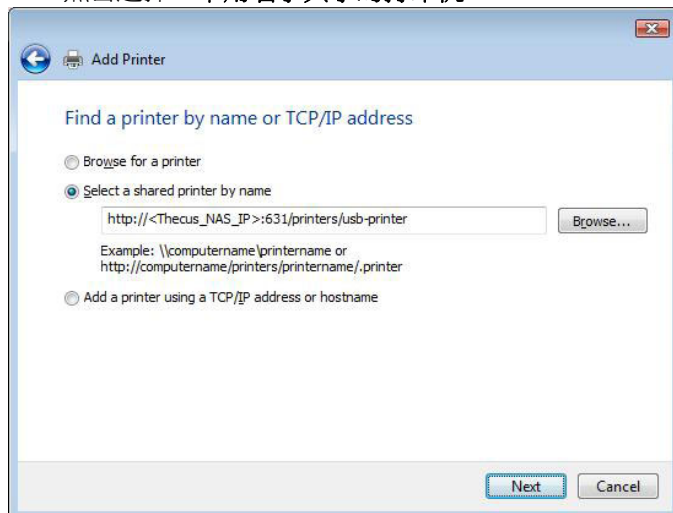 Add Printer
Find a printer by name or TCP/IP address
Browse for a printer
Select a shared printer by name
http://<Thecus_NAS_IP>:631/printers/usb-printer
Browse...
Example: \\computername\printername or
http://computername/printers/printername/.printer
Add a printer using a TCP/IP address or hostname
Next
Cancel